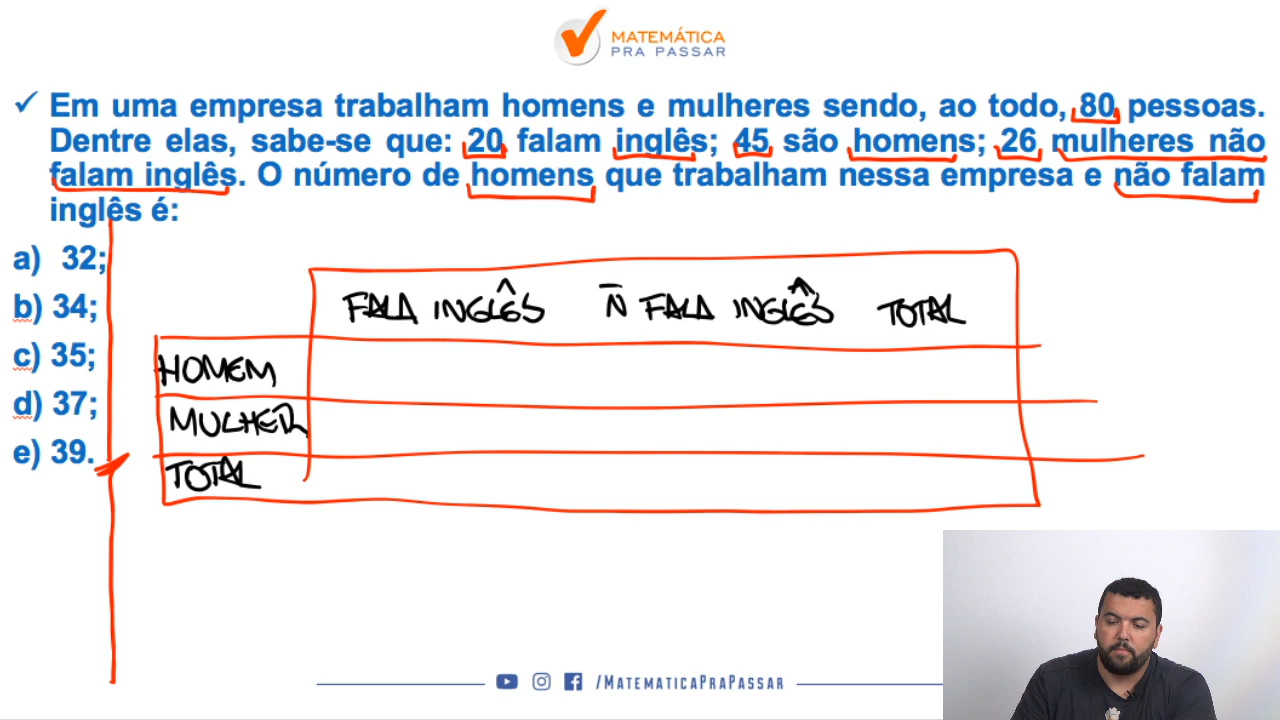 MATEMÁTICA
PRA PASSAR
✓ Em uma empresa trabalham homens e mulheres sendo, ao todo, 80 pessoas.
Dentre elas, sabe-se que: 20 falam inglês; 45 são homens; 26 mulheres não
falam inglês. O número de homens que trabalham nessa empresa e não falam
inglês é:
a) 32;
b) 34;
c) 35;
d) 37;
e) 39.
FALA INGLÊS N̄ FALA INGLÊS TOTAL
HOMEM
MULHER
TOTAL
/MATEMATICAPRAPASSAR